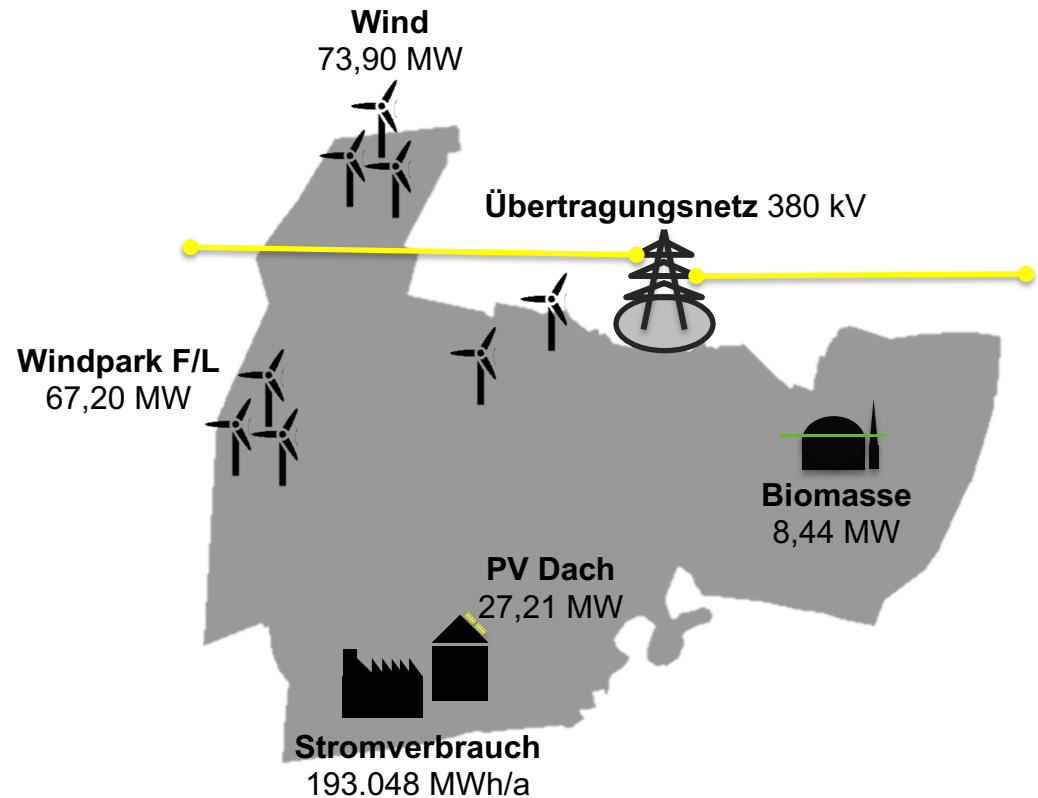 Wind
73,90 MW
Übertragungsnetz 380 kV
Windpark F/L
67,20 MW
Biomasse
8,44 MW
PV Dach
27,21 MW
Stromverbrauch
193.048 MWh/a